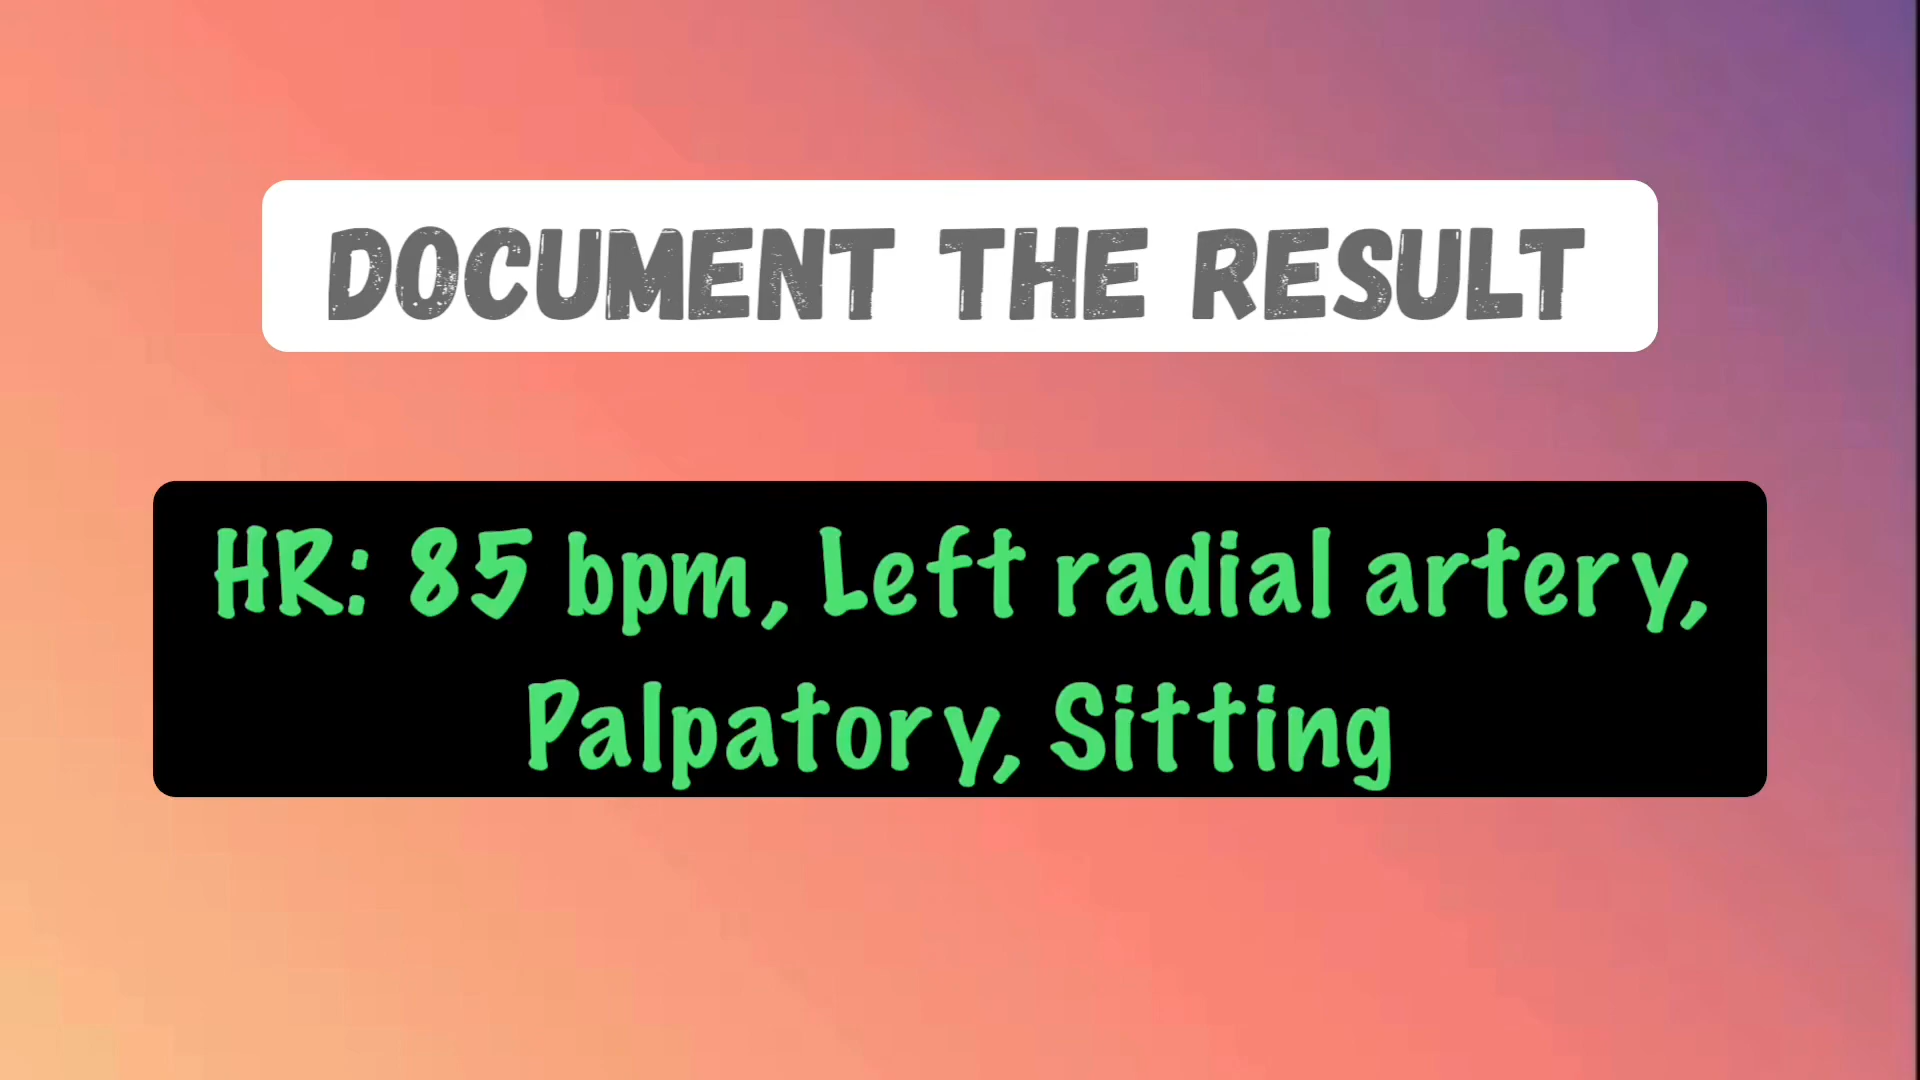 DOCUMENT THE RESULT
HR: 85 bpm, Left radial artery,
Palpatory, Sitting